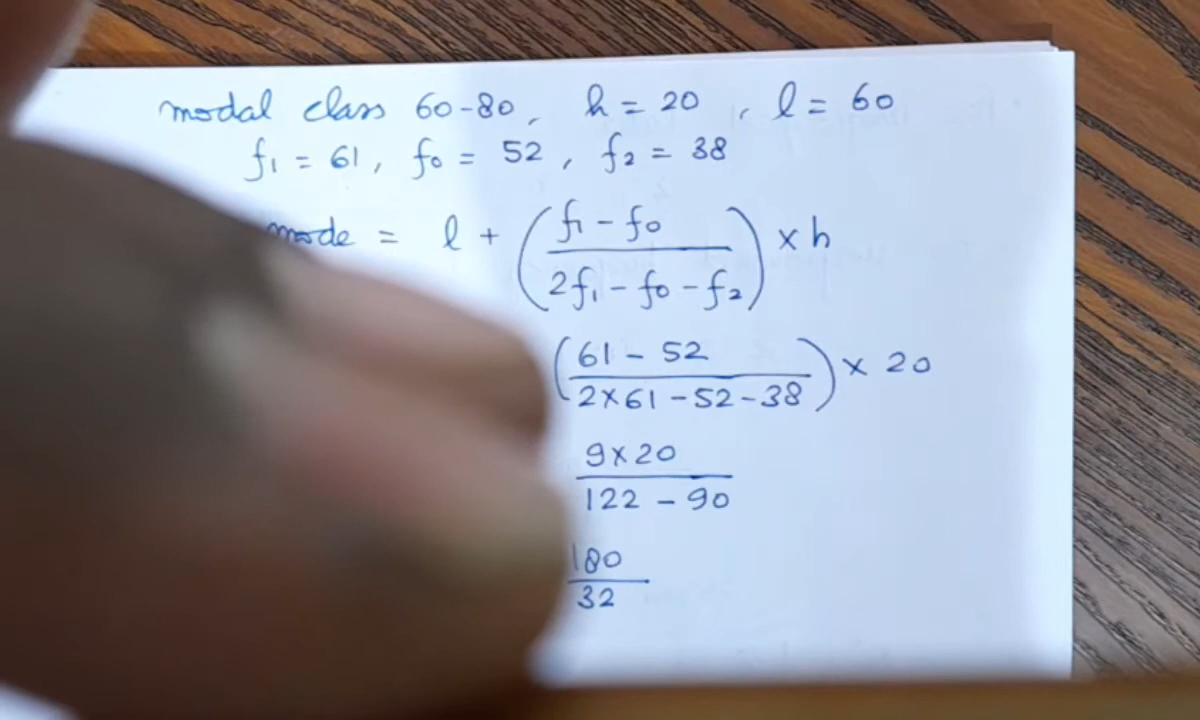 modal class 60-80, h = 20, l = 60
f₁ = 61, f₀ = 52, f₂ = 38
mode = l + (f₁ - f₀ / 2f₁ - f₀ - f₂) × h
(61 - 52 / 2×61 - 52 - 38) × 20
9×20 / 122 - 90
180 / 32